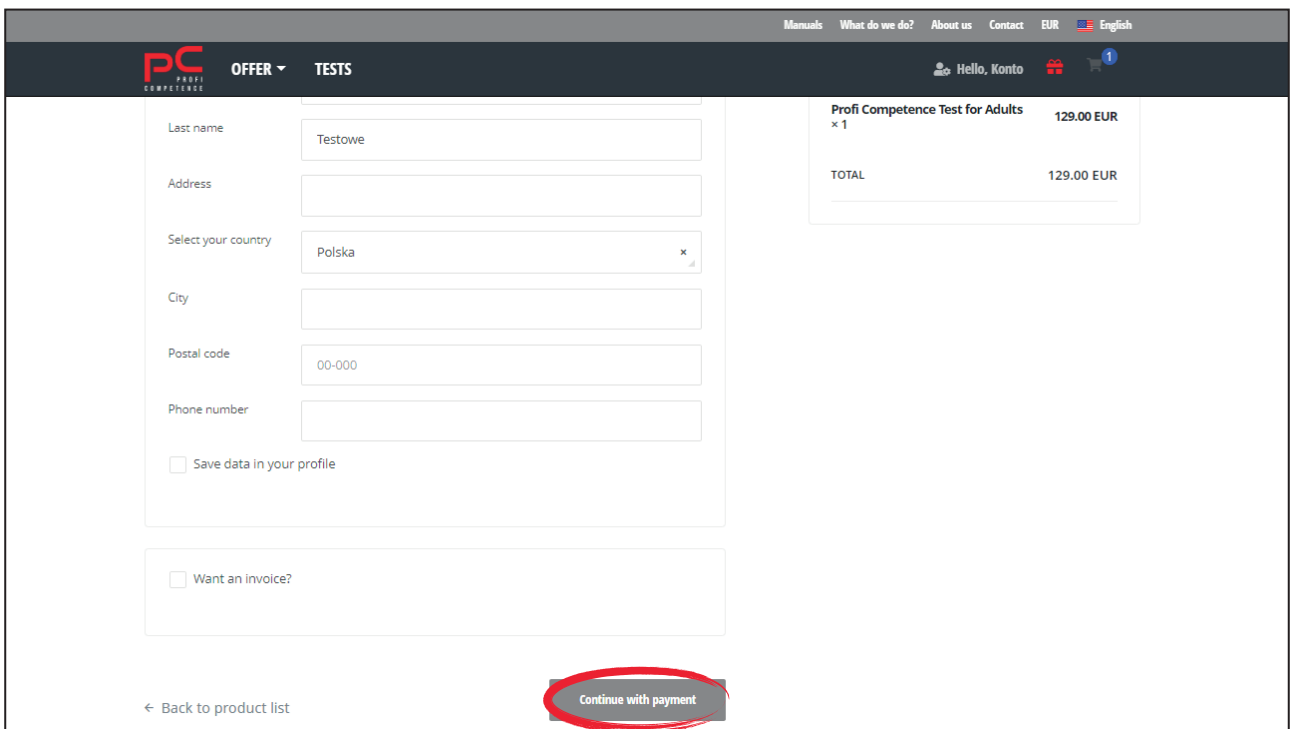 Manuals What do we do? About us Contact EUR English
PC
PROFI
COMPETENCE
OFFER TESTS Hello, Konto 1
Last name
Testowe
Address
Select your country
Polska ×
City
Postal code
00-000
Phone number
Save data in your profile
Want an invoice?
← Back to product list
Continue with payment
Profi Competence Test for Adults 129.00 EUR
× 1
TOTAL 129.00 EUR